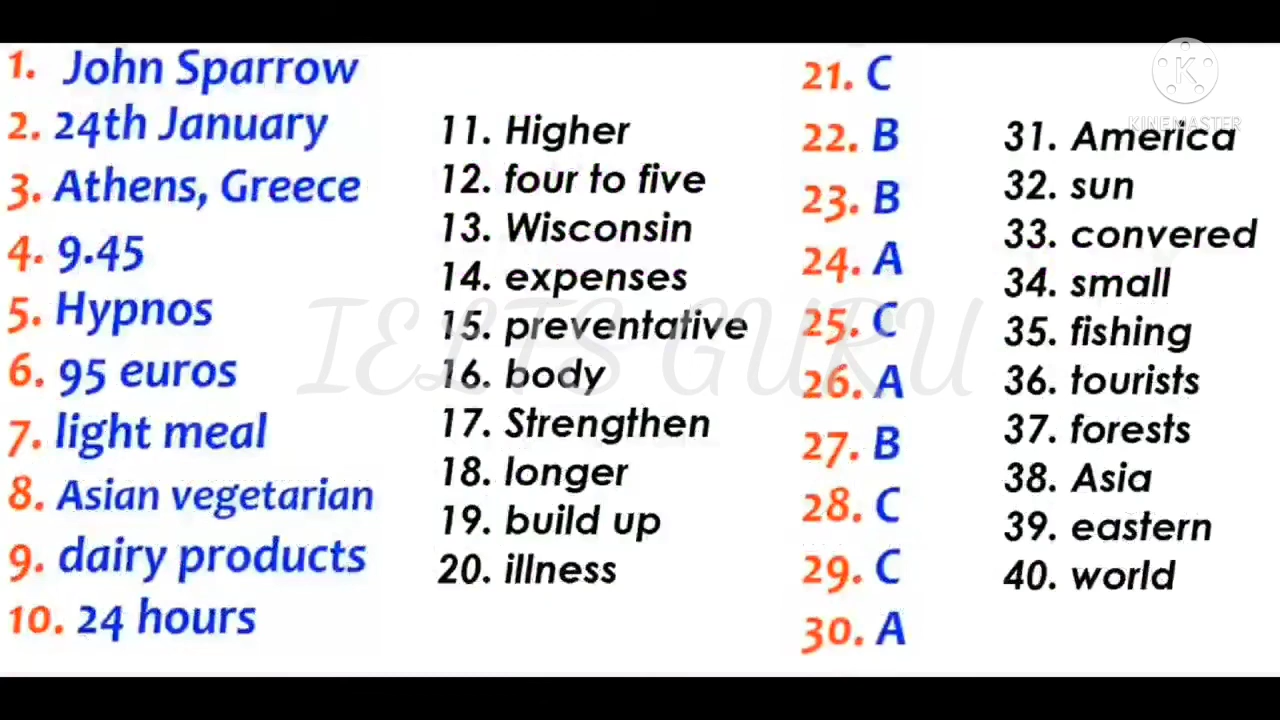 1. John Sparrow
2. 24th January
3. Athens, Greece
4. 9.45
5. Hypnos
6. 95 euros
7. light meal
8. Asian vegetarian
9. dairy products
10. 24 hours
11. Higher
12. four to five
13. Wisconsin
14. expenses
15. preventative
16. body
17. Strengthen
18. longer
19. build up
20. illness
21. C
22. B
23. B
24. A
25. C
26. A
27. B
28. C
29. C
30. A
31. America
32. sun
33. convered
34. small
35. fishing
36. tourists
37. forests
38. Asia
39. eastern
40. world
IELTS GURU
K
KINEMASTER